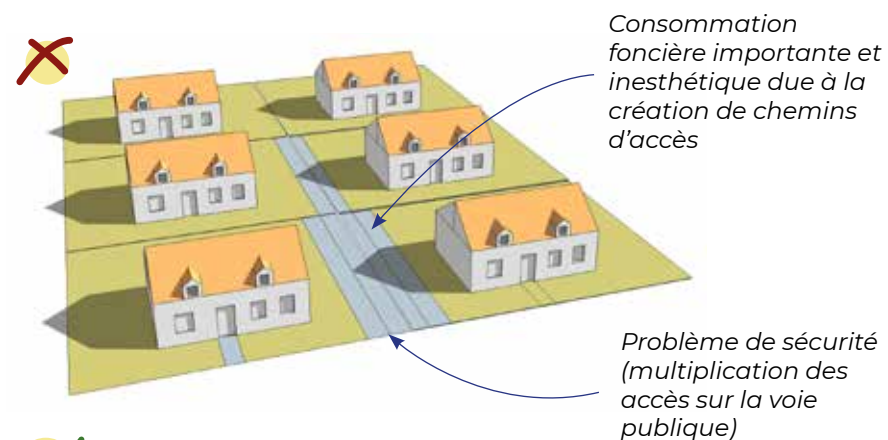 Consommation
foncière importante et
inesthétique due à la
création de chemins
d’accès
Problème de sécurité
(multiplication des
accès sur la voie
publique)